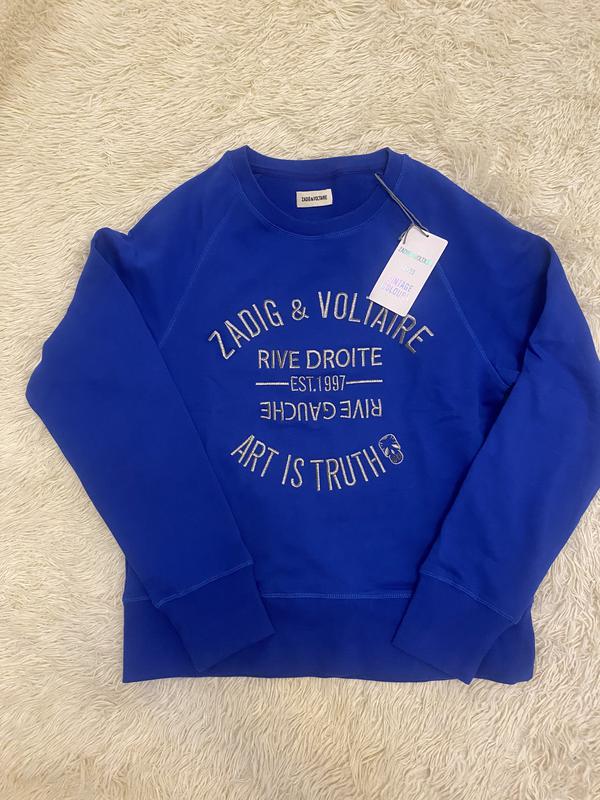 ZADIG&VOLTAIRE
ZADIG & VOLTAIRE
RIVE DROITE
EST.1997
RIVE GAUCHE
ART IS TRUTH